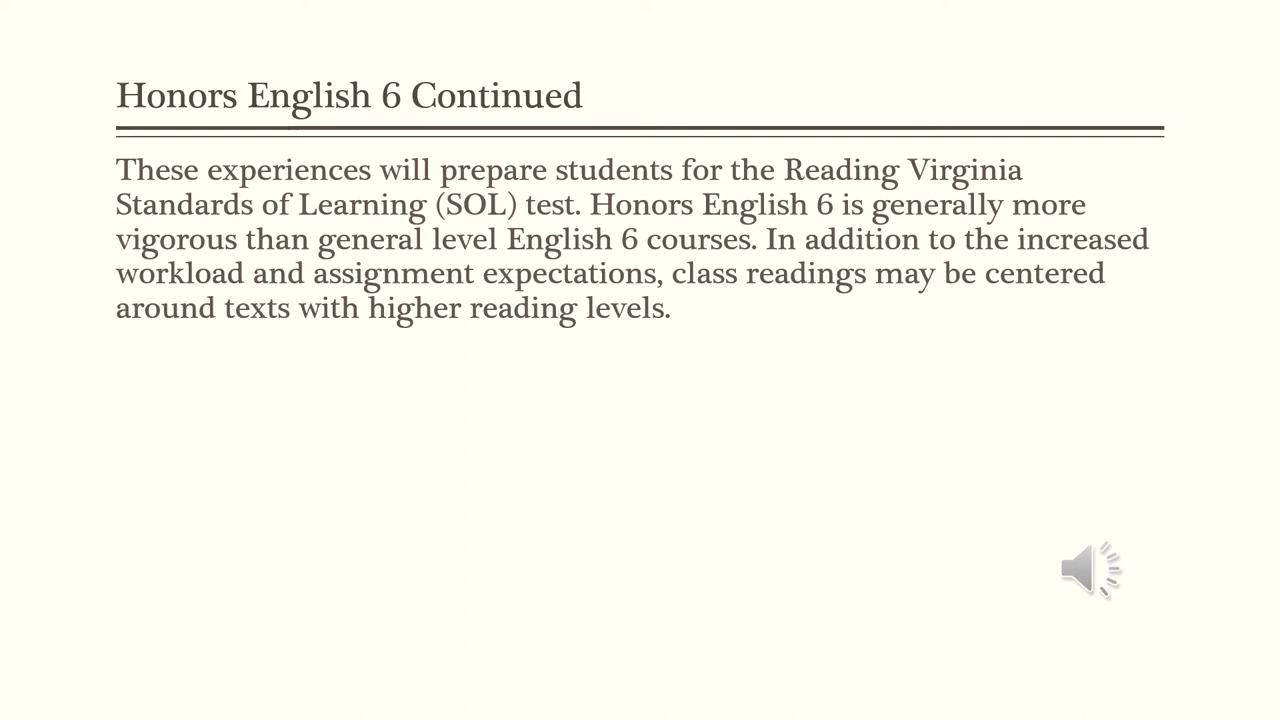 Honors English 6 Continued
These experiences will prepare students for the Reading Virginia
Standards of Learning (SOL) test. Honors English 6 is generally more
vigorous than general level English 6 courses. In addition to the increased
workload and assignment expectations, class readings may be centered
around texts with higher reading levels.